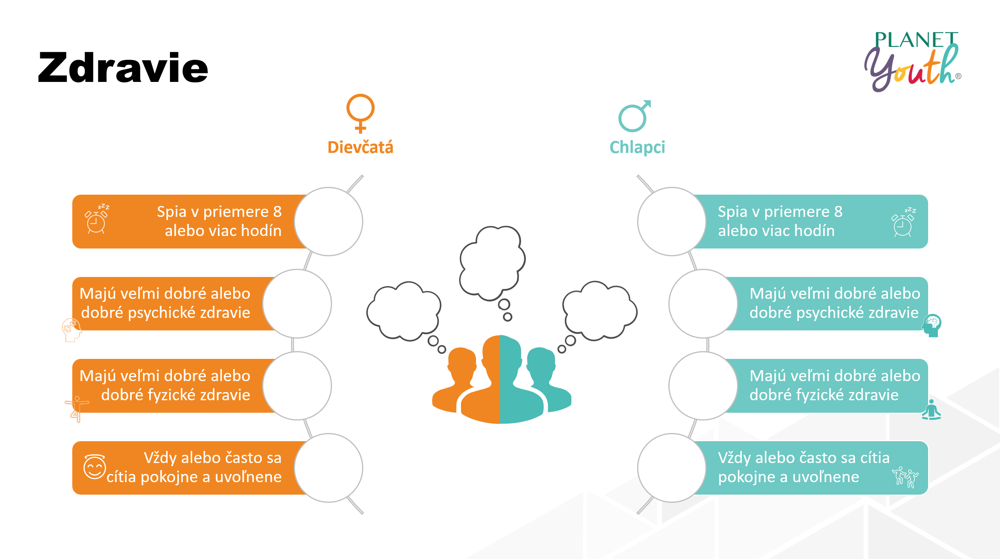 Zdravie
PLANET
Youth®
Dievčatá
Chlapci
Spia v priemere 8
alebo viac hodín
Majú veľmi dobré alebo
dobré psychické zdravie
Majú veľmi dobré alebo
dobré fyzické zdravie
Vždy alebo často sa
cítia pokojne a uvoľnene
Spia v priemere 8
alebo viac hodín
Majú veľmi dobré alebo
dobré psychické zdravie
Majú veľmi dobré alebo
dobré fyzické zdravie
Vždy alebo často sa cítia
pokojne a uvoľnene
zzz
zzz